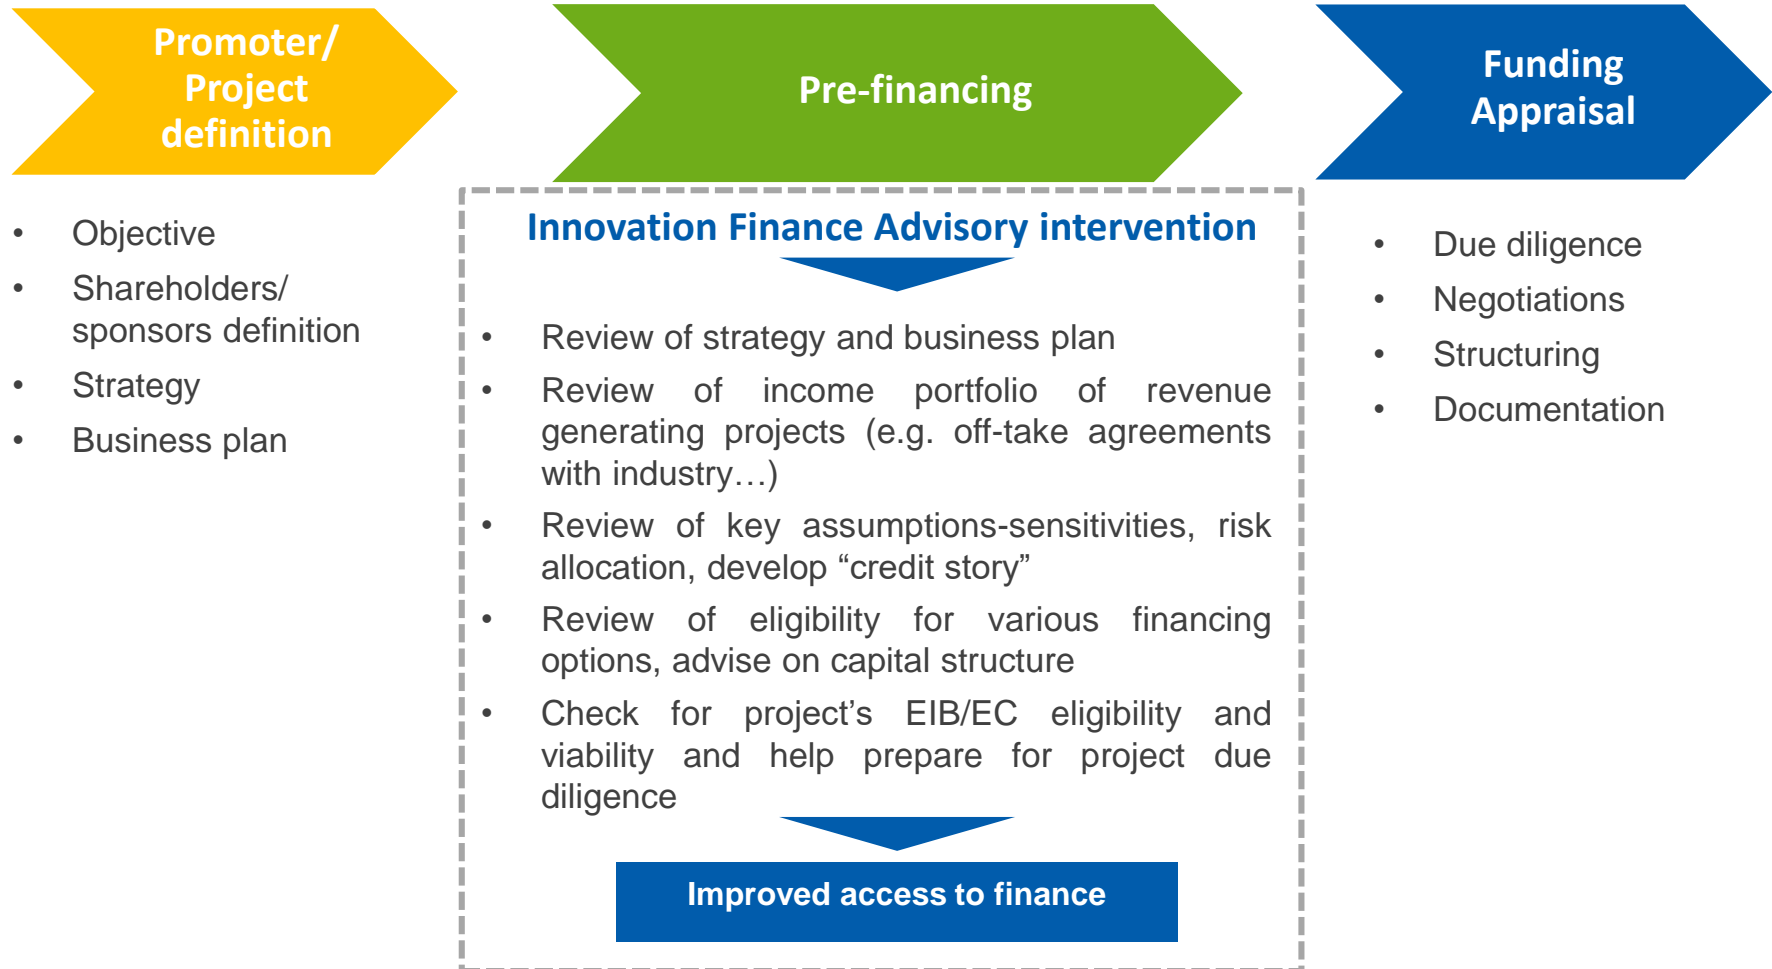 Promoter/
Project
definition
Pre-financing
Funding
Appraisal
• Objective
• Shareholders/
sponsors definition
• Strategy
• Business plan
Innovation Finance Advisory intervention
• Review of strategy and business plan
• Review of income portfolio of revenue
generating projects (e.g. off-take agreements
with industry…)
• Review of key assumptions-sensitivities, risk
allocation, develop “credit story”
• Review of eligibility for various financing
options, advise on capital structure
• Check for project’s EIB/EC eligibility and
viability and help prepare for project due
diligence
Improved access to finance
• Due diligence
• Negotiations
• Structuring
• Documentation